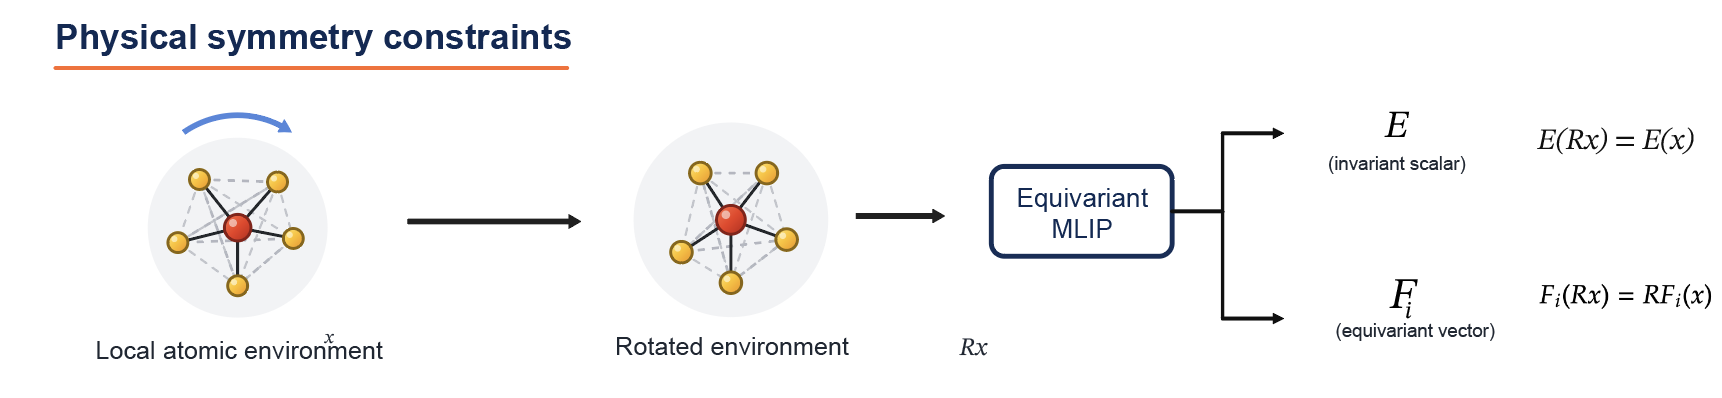 Physical symmetry constraints
Local atomic environment
x
Rotated environment
Rx
Equivariant
MLIP
E
(invariant scalar)
E(Rx) = E(x)
F_i
(equivariant vector)
F_i(Rx) = RF_i(x)